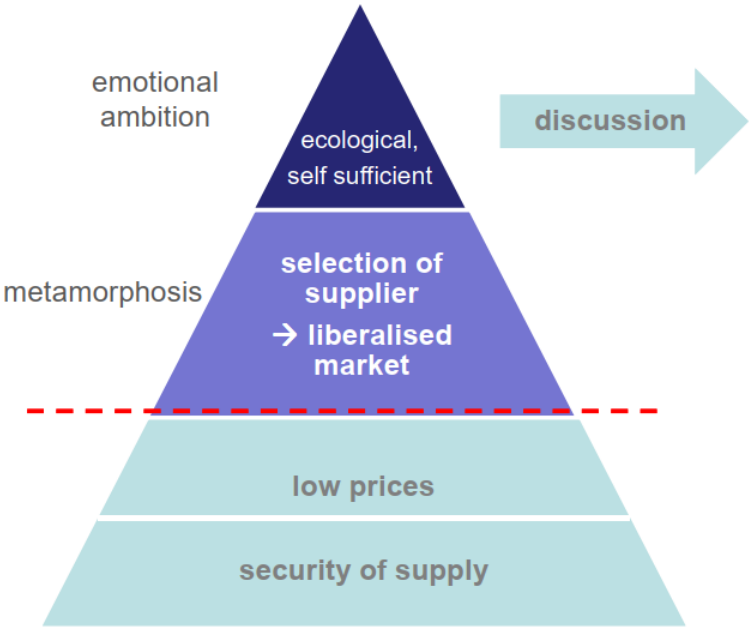 emotional
ambition
discussion
ecological,
self sufficient
selection of
supplier
metamorphosis
→ liberalised
market
low prices
security of supply